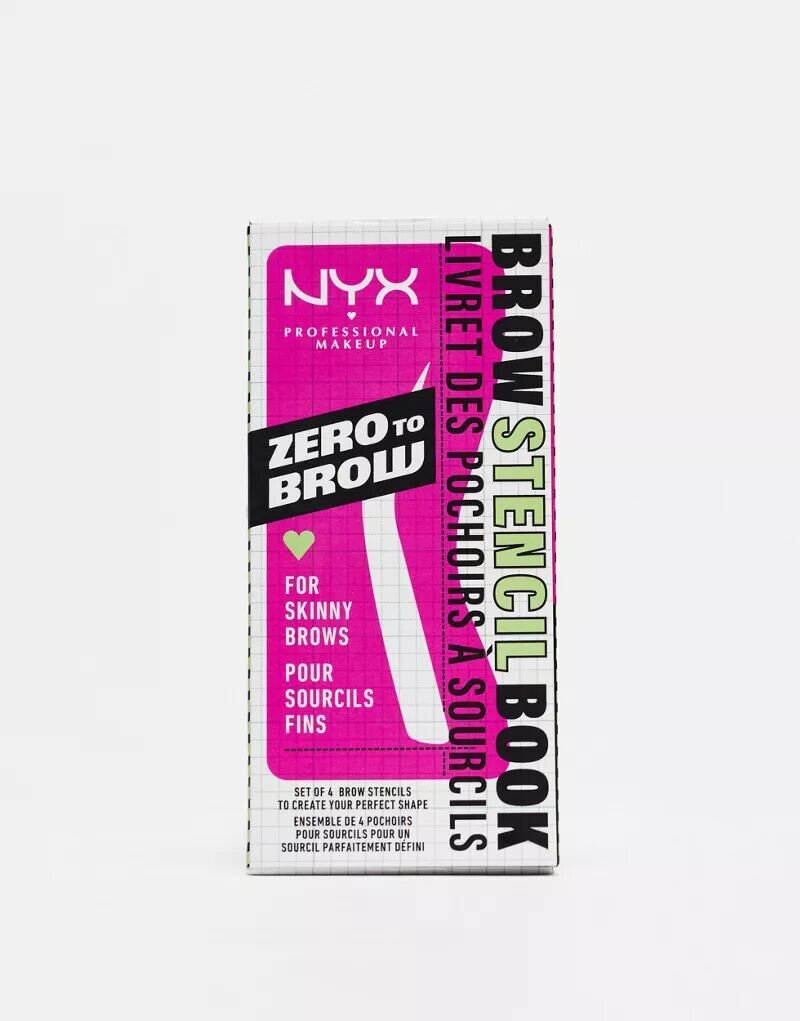 NYX
PROFESSIONAL
MAKEUP
ZERO TO
BROW
FOR
SKINNY
BROWS
POUR
SOURCILS
FINS
SET OF 4 BROW STENCILS
TO CREATE YOUR PERFECT SHAPE
ENSEMBLE DE 4 POCHOIRS
POUR SOURCILS POUR UN
SOURCIL PARFAITEMENT DÉFINI
BROW STENCIL BOOK
LIVRET DES POCHOIRS À SOURCILS